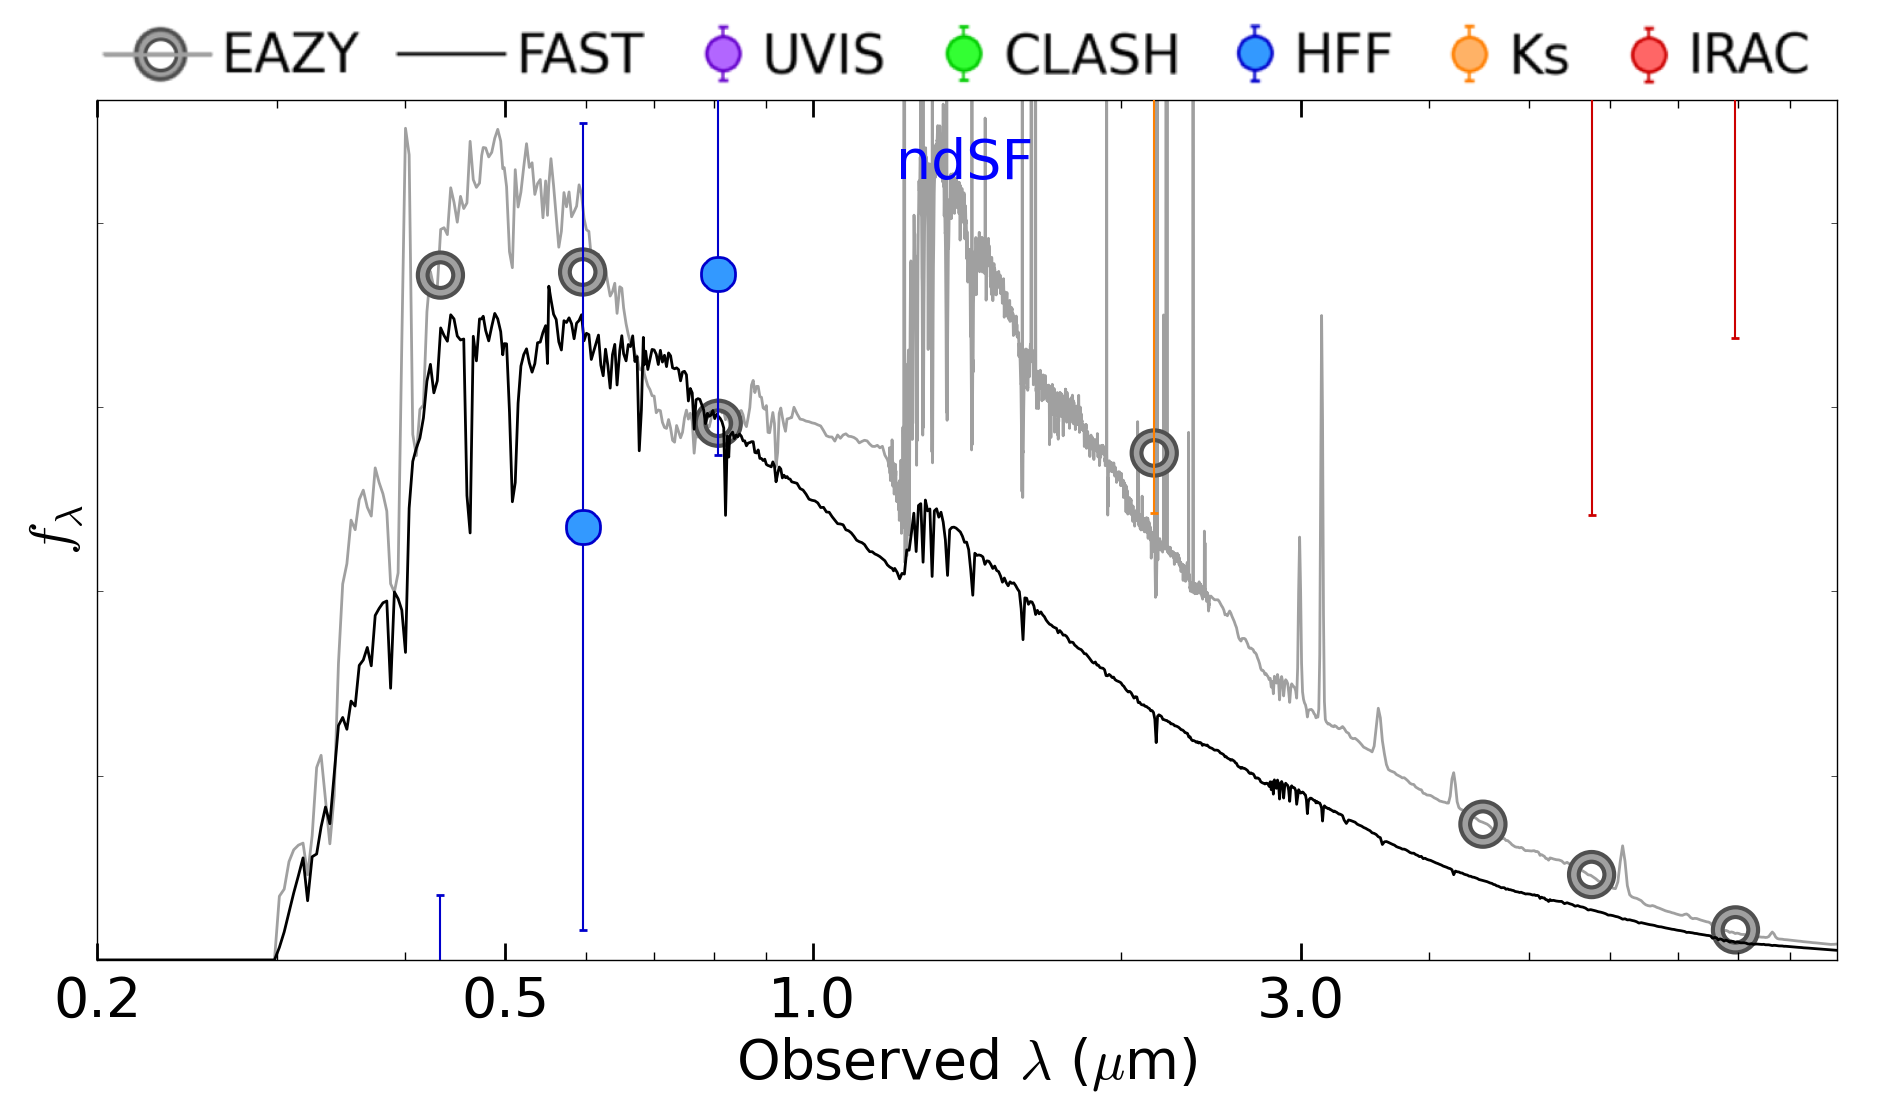 EAZY FAST UVIS CLASH HFF Ks IRAC
ndSF
f_λ
0.2 0.5 1.0 3.0
Observed λ (μm)